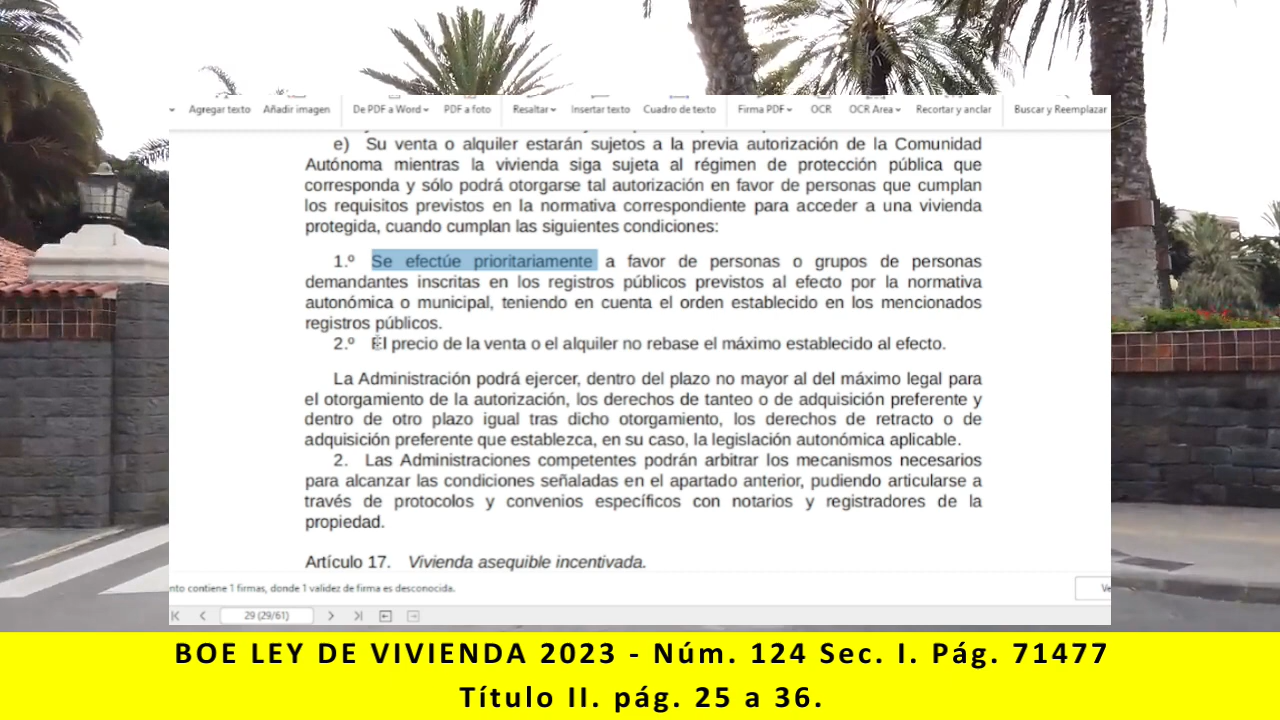 Agregar texto Añadir imagen De PDF a Word PDF a foto Resaltar Insertar texto Cuadro de texto Firma PDF OCR OCR Area Recortar y anclar Buscar y Reemplazar
e) Su venta o alquiler estarán sujetos a la previa autorización de la Comunidad
Autónoma mientras la vivienda siga sujeta al régimen de protección pública que
corresponda y sólo podrá otorgarse tal autorización en favor de personas que cumplan
los requisitos previstos en la normativa correspondiente para acceder a una vivienda
protegida, cuando cumplan las siguientes condiciones:
1.º Se efectúe prioritariamente a favor de personas o grupos de personas
demandantes inscritas en los registros públicos previstos al efecto por la normativa
autonómica o municipal, teniendo en cuenta el orden establecido en los mencionados
registros públicos.
2.º El precio de la venta o el alquiler no rebase el máximo establecido al efecto.
La Administración podrá ejercer, dentro del plazo no mayor al del máximo legal para
el otorgamiento de la autorización, los derechos de tanteo o de adquisición preferente y
dentro de otro plazo igual tras dicho otorgamiento, los derechos de retracto o de
adquisición preferente que establezca, en su caso, la legislación autonómica aplicable.
2. Las Administraciones competentes podrán arbitrar los mecanismos necesarios
para alcanzar las condiciones señaladas en el apartado anterior, pudiendo articularse a
través de protocolos y convenios específicos con notarios y registradores de la
propiedad.
Artículo 17. Vivienda asequible incentivada.
nto contiene 1 firmas, donde 1 validez de firma es desconocida. Ve
29 (29/61)
BOE LEY DE VIVIENDA 2023 - Núm. 124 Sec. I. Pág. 71477
Título II. pág. 25 a 36.